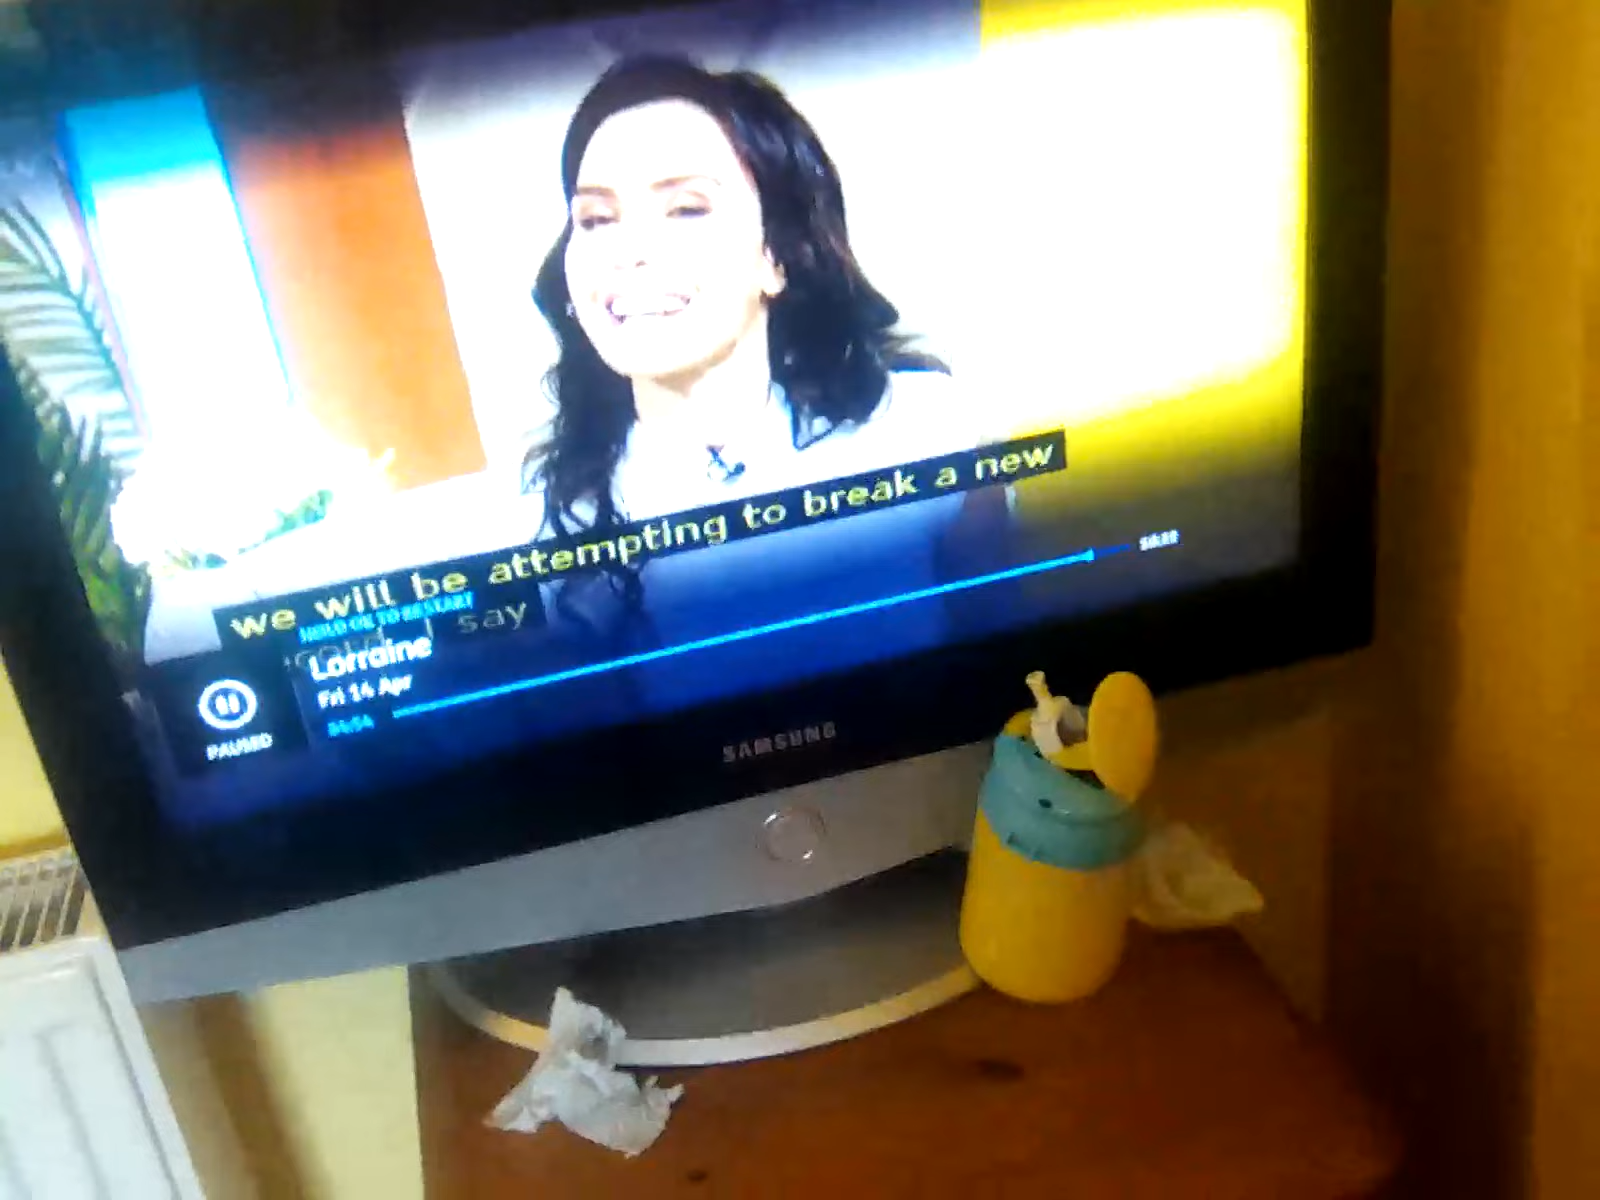 we will be attempting to break a new
HOLD OK TO RESTART
say
Lorraine
Fri 14 Apr
PAUSED
SAMSUNG